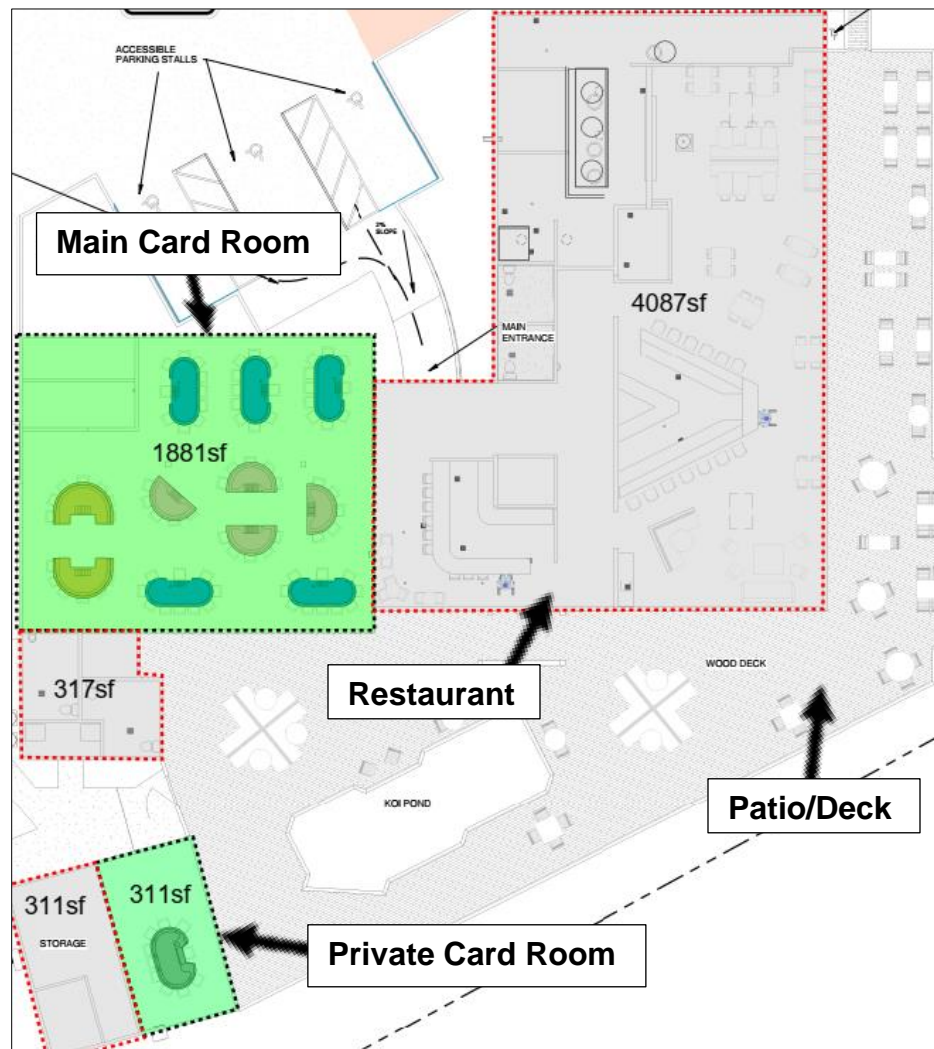 ACCESSIBLE
PARKING STALLS
2%
SLOPE
Main Card Room
4087sf
MAIN
ENTRANCE
1881sf
317sf
Restaurant
WOOD DECK
KOI POND
Patio/Deck
311sf
311sf
STORAGE
Private Card Room